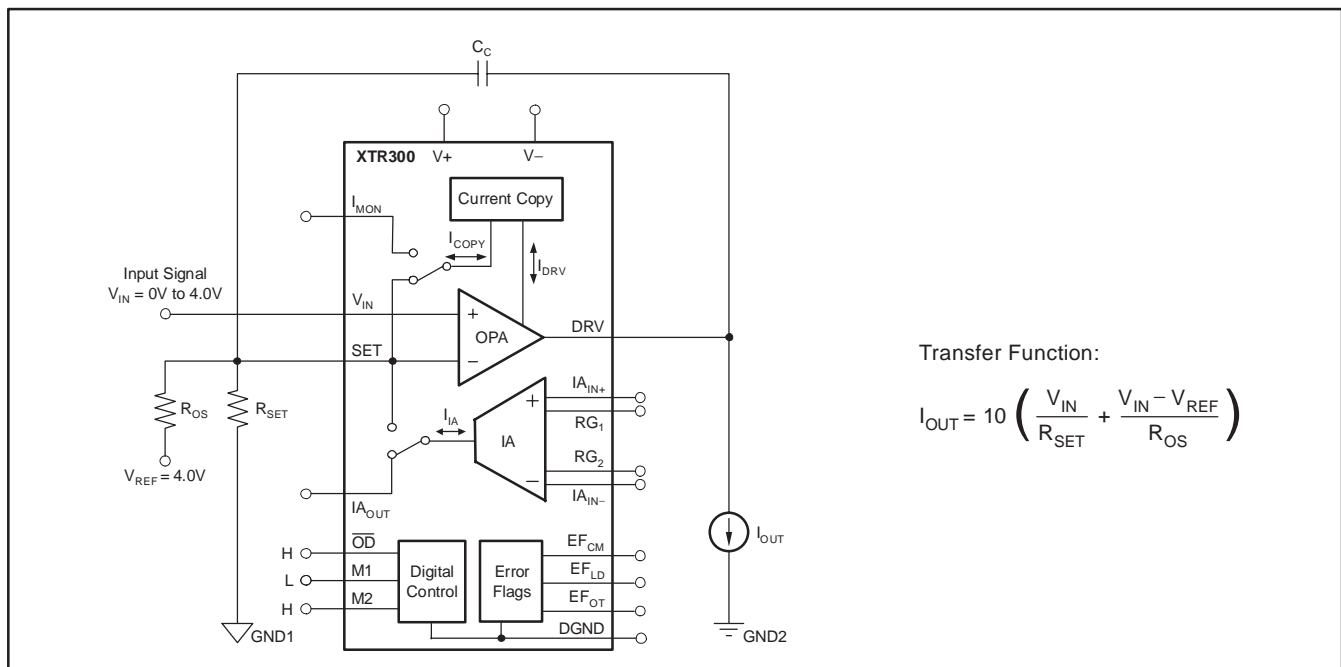 C_C
XTR300
V+
V−
Current Copy
I_MON
I_COPY
I_DRV
Input Signal
V_IN = 0V to 4.0V
V_IN
+
OPA
−
DRV
SET
R_OS
R_SET
V_REF = 4.0V
I_IA
+
IA
−
IA_IN+
RG_1
RG_2
IA_IN−
IA_OUT
Transfer Function:
I_OUT = 10 ( V_IN / R_SET + V_IN − V_REF / R_OS )
I_OUT
H
O̅D̅
L
M1
H
M2
Digital
Control
Error
Flags
EF_CM
EF_LD
EF_OT
DGND
GND1
GND2